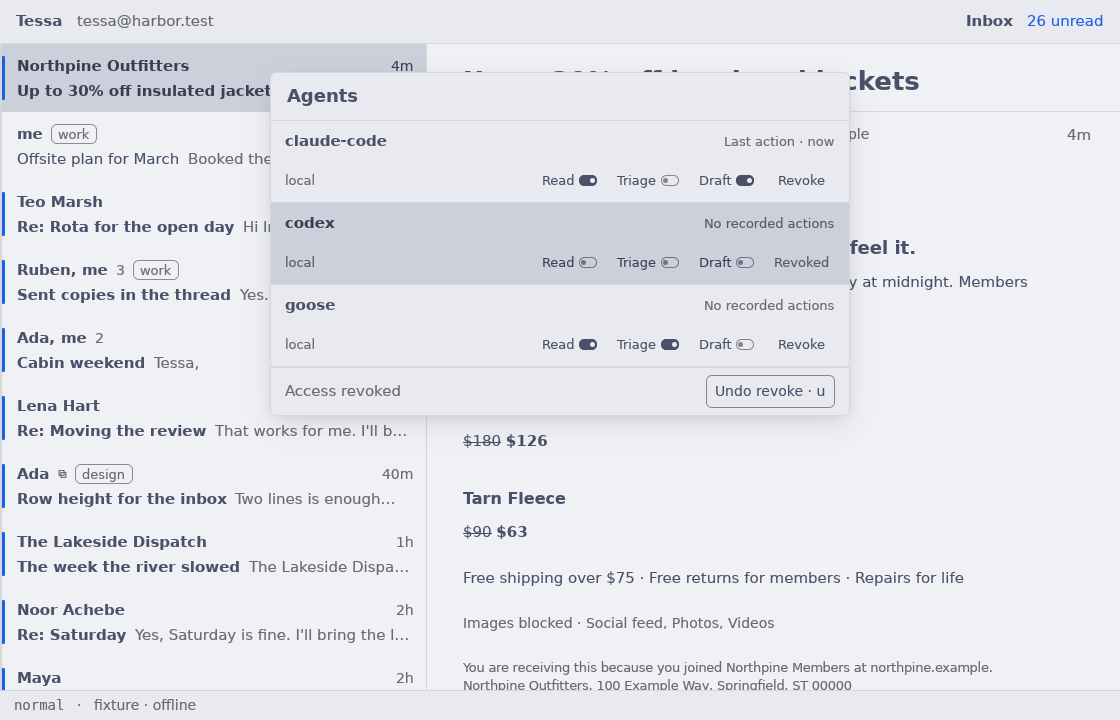 Tessa tessa@harbor.test
Inbox 26 unread
Northpine Outfitters 4m
Up to 30% off insulated jacket
me work
Offsite plan for March Booked the
Teo Marsh
Re: Rota for the open day Hi
Ruben, me 3 work
Sent copies in the thread Yes.
Ada, me 2
Cabin weekend Tessa,
Lena Hart
Re: Moving the review That works for me. I'll b…
Ada design 40m
Row height for the inbox Two lines is enough…
The Lakeside Dispatch 1h
The week the river slowed The Lakeside Dispa…
Noor Achebe 2h
Re: Saturday Yes, Saturday is fine. I'll bring the l…
Maya 2h
Agents
claude-code Last action · now
local Read Triage Draft Revoke
codex No recorded actions
local Read Triage Draft Revoked
goose No recorded actions
local Read Triage Draft Revoke
Access revoked Undo revoke · u
4m
feel it.
y at midnight. Members
$180 $126
Tarn Fleece
$90 $63
Free shipping over $75 · Free returns for members · Repairs for life
Images blocked · Social feed, Photos, Videos
You are receiving this because you joined Northpine Members at northpine.example.
Northpine Outfitters, 100 Example Way, Springfield, ST 00000
normal · fixture · offline